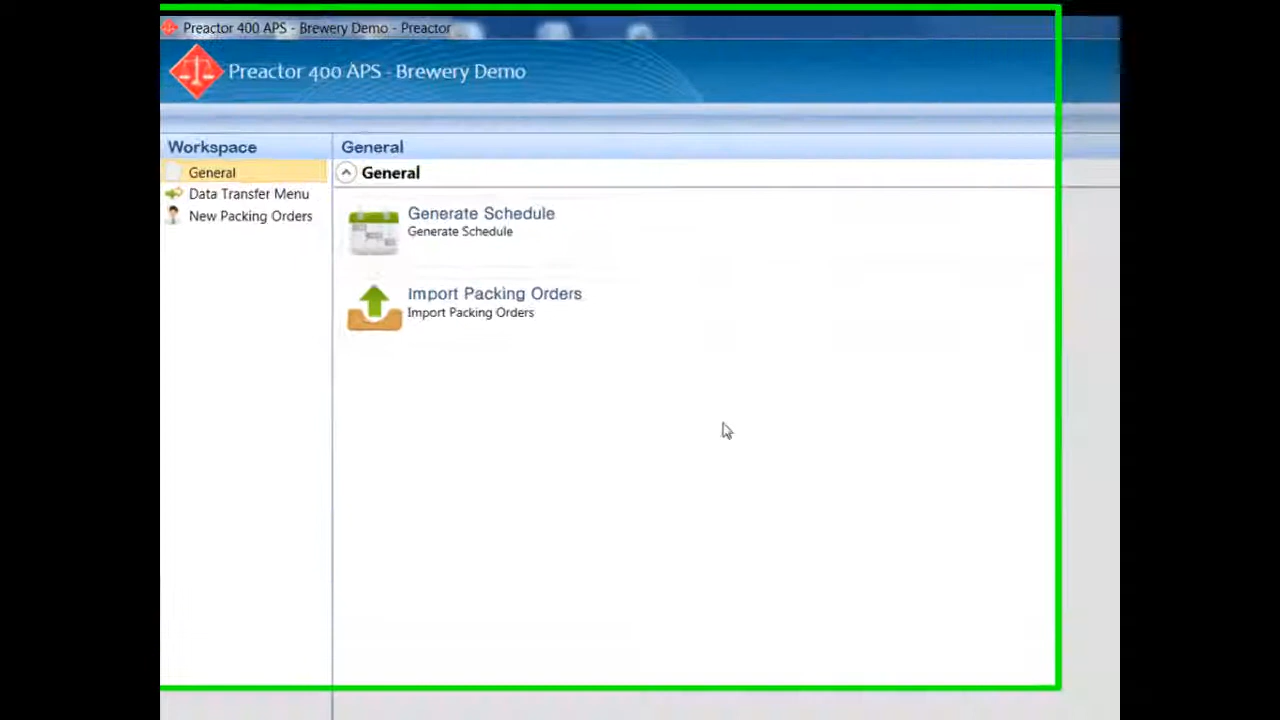 Preactor 400 APS - Brewery Demo - Preactor
Preactor 400 APS - Brewery Demo
Workspace
General
Data Transfer Menu
New Packing Orders
General
General
Generate Schedule
Generate Schedule
Import Packing Orders
Import Packing Orders